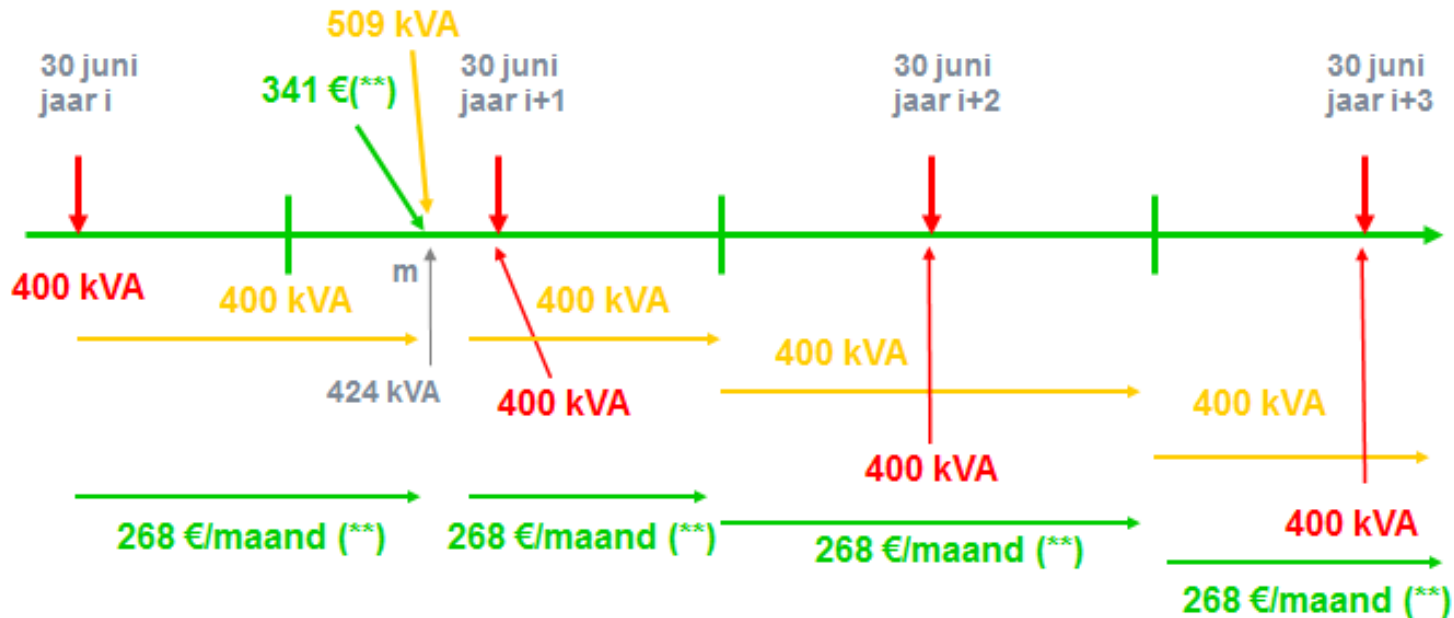 509 kVA
30 juni
jaar i
341 €(**)
30 juni
jaar i+1
30 juni
jaar i+2
30 juni
jaar i+3
400 kVA
400 kVA
m
400 kVA
424 kVA
400 kVA
400 kVA
400 kVA
400 kVA
400 kVA
268 €/maand (**)
268 €/maand (**)
268 €/maand (**)
268 €/maand (**)